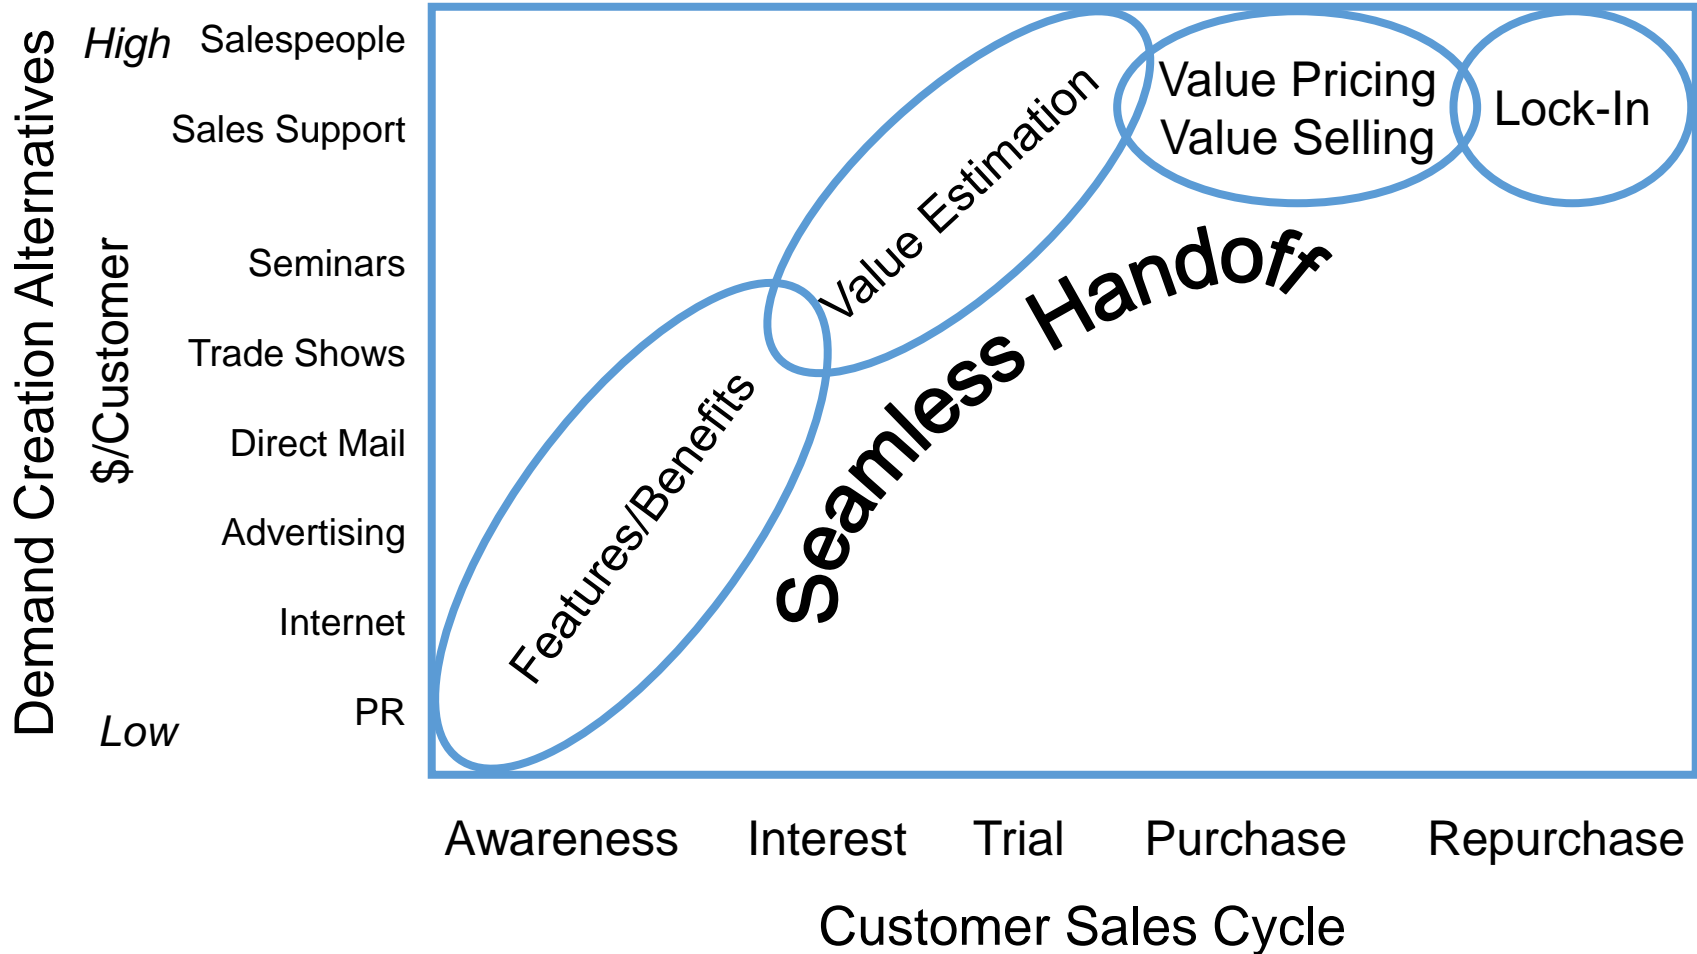 Demand Creation Alternatives
$/Customer
High
Low
Salespeople
Sales Support
Seminars
Trade Shows
Direct Mail
Advertising
Internet
PR
Features/Benefits
Value Estimation
Value Pricing
Value Selling
Lock-In
Seamless Handoff
Awareness
Interest
Trial
Purchase
Repurchase
Customer Sales Cycle